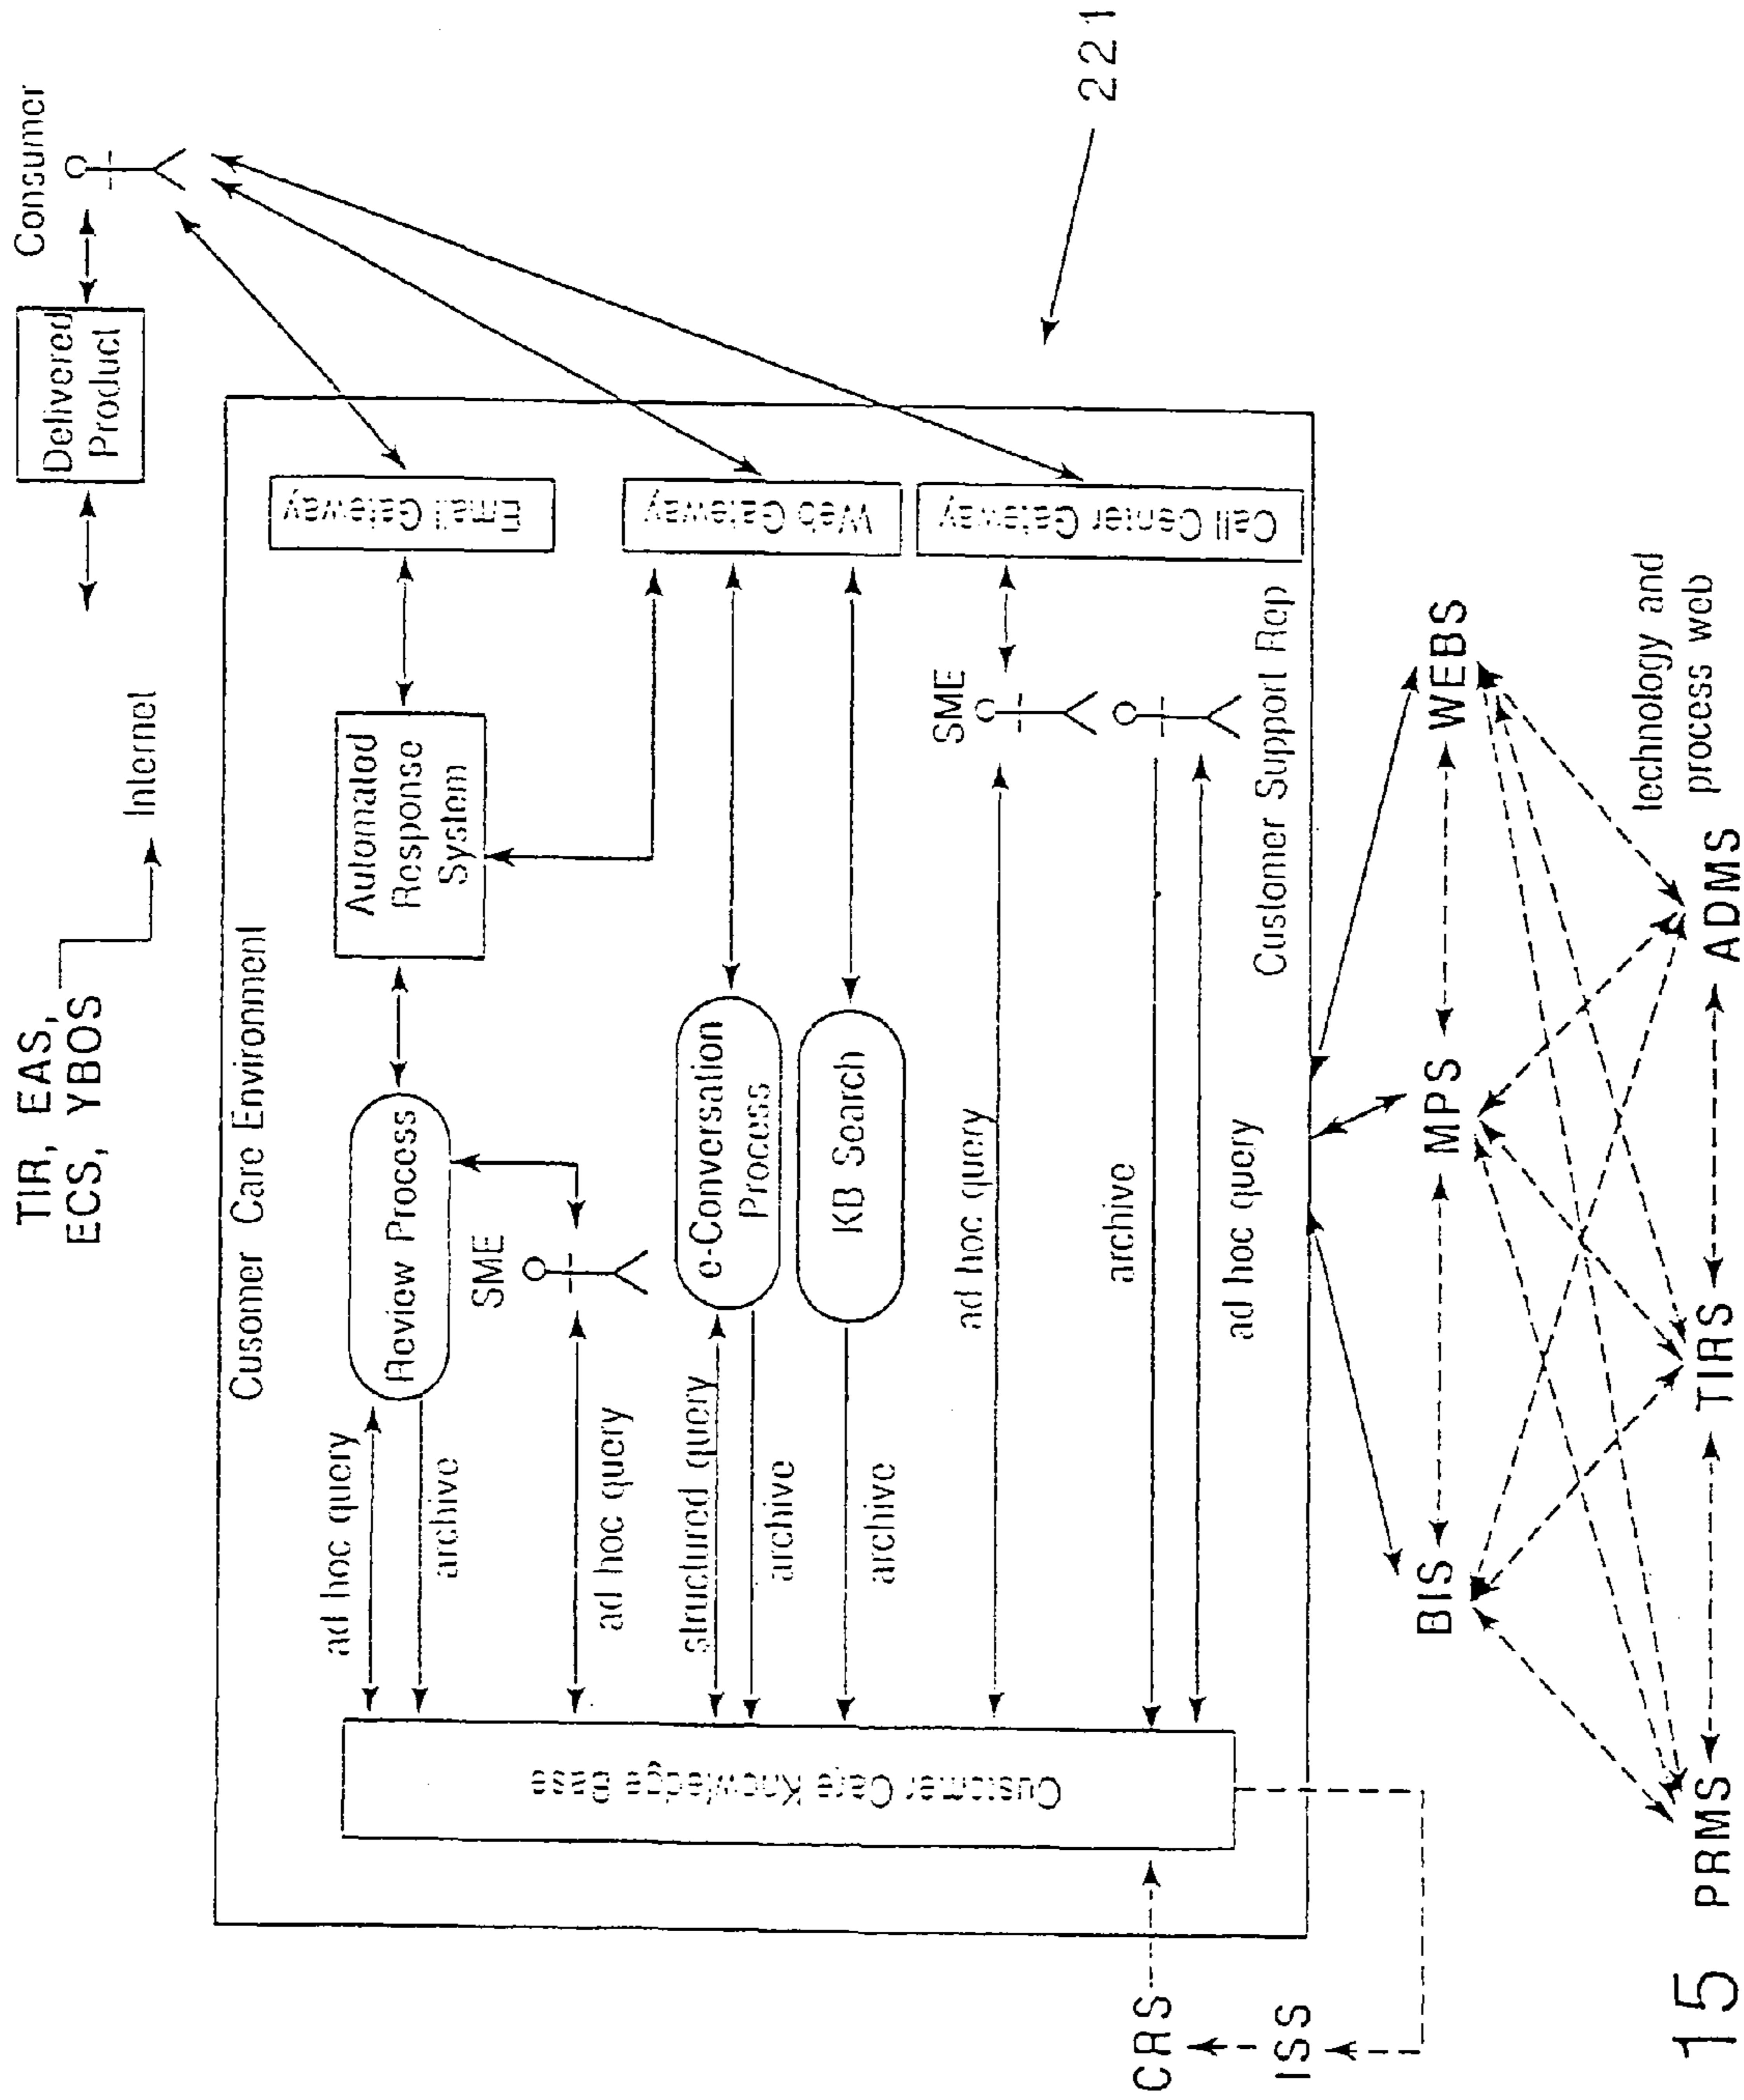 TIR, EAS,
ECS, YBOS
Internet
Delivered
Product
Consumer
Cusomer Care Environment
ad hoc query
archive
Review Process
Automated
Response
System
Email Gateway
SME
ad hoc query
structured query
archive
e-Conversation
Process
Web Gateway
archive
KB Search
SME
ad hoc query
Call Center Gateway
archive
ad hoc query
Customer Support Rep
Customer Care Knowledge Base
221
CRS
ISS
BIS
MPS
WEBS
technology and
process web
PRMS
TIRS
ADMS
15